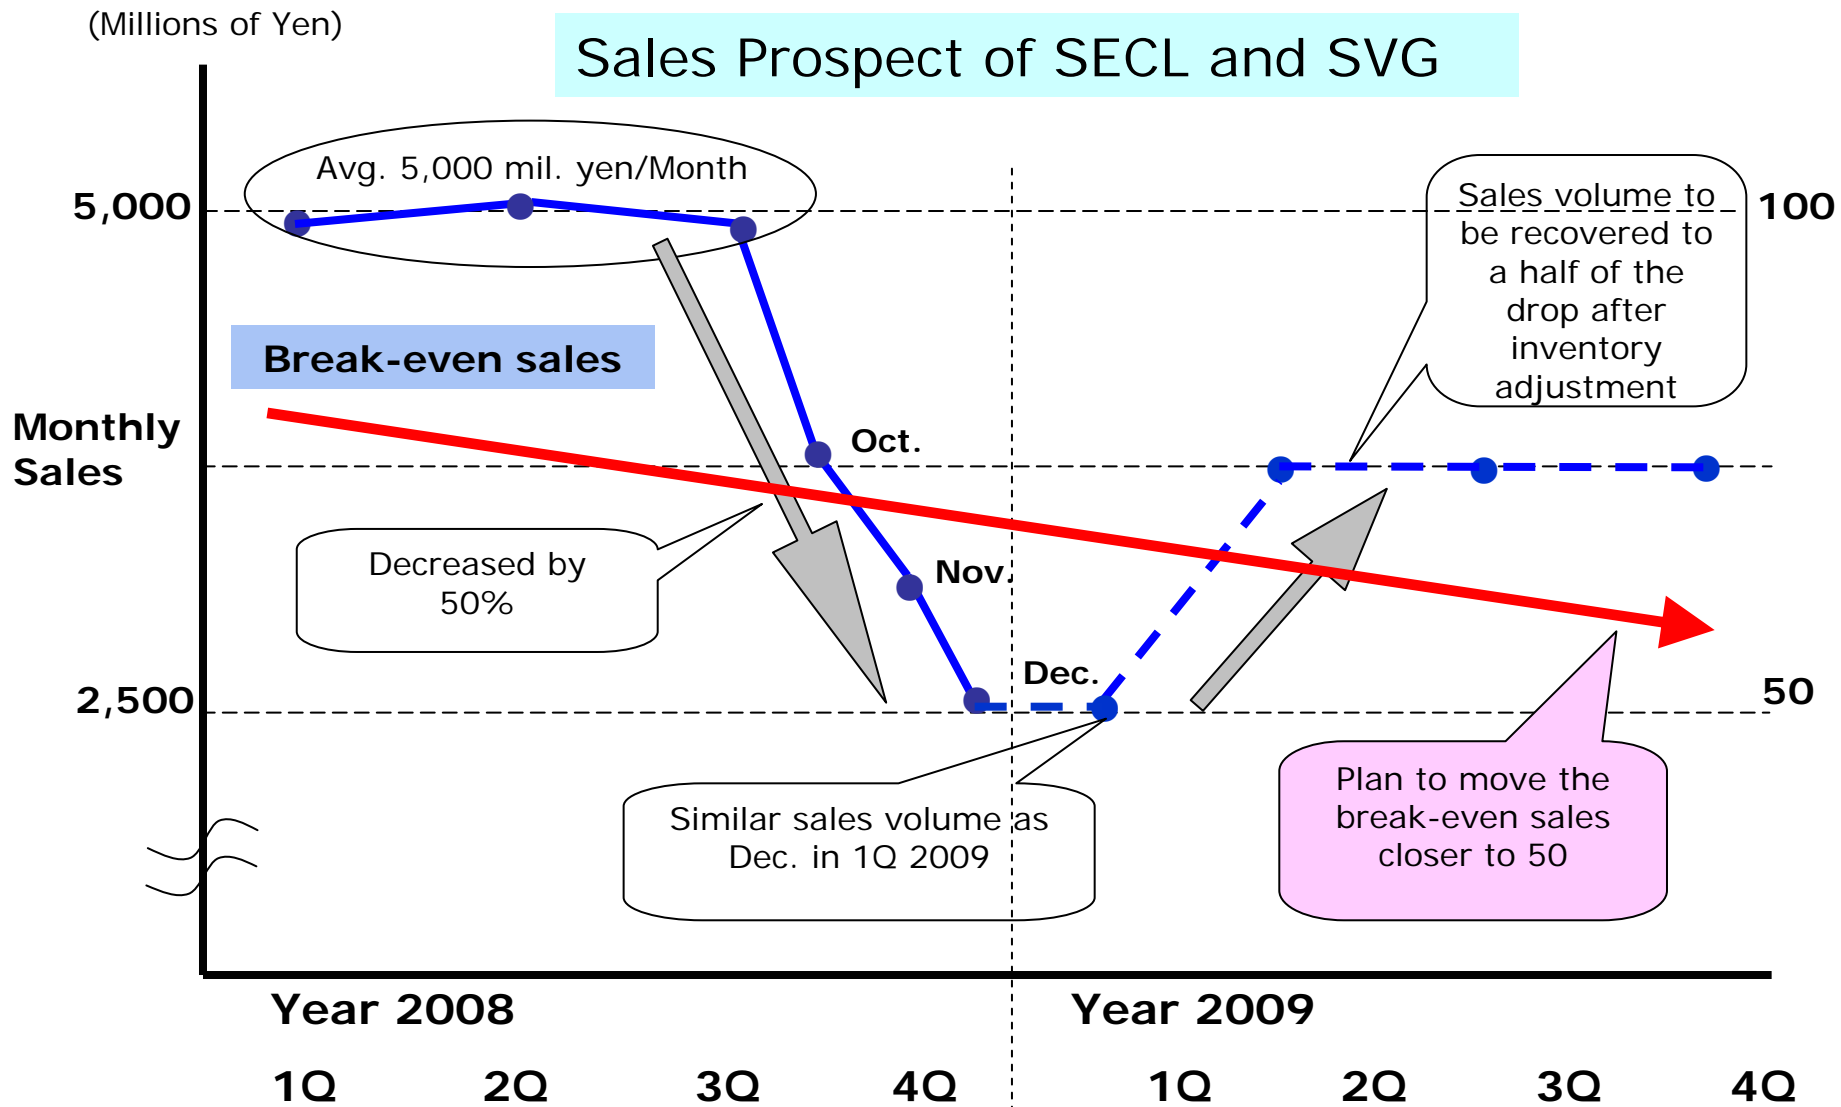 (Millions of Yen)
Sales Prospect of SECL and SVG
Avg. 5,000 mil. yen/Month
5,000
100
Sales volume to
be recovered to
a half of the
drop after
inventory
adjustment
Break-even sales
Monthly
Sales
Oct.
Decreased by
50%
Nov.
Dec.
2,500
50
Similar sales volume as
Dec. in 1Q 2009
Plan to move the
break-even sales
closer to 50
Year 2008
Year 2009
1Q 2Q 3Q 4Q 1Q 2Q 3Q 4Q